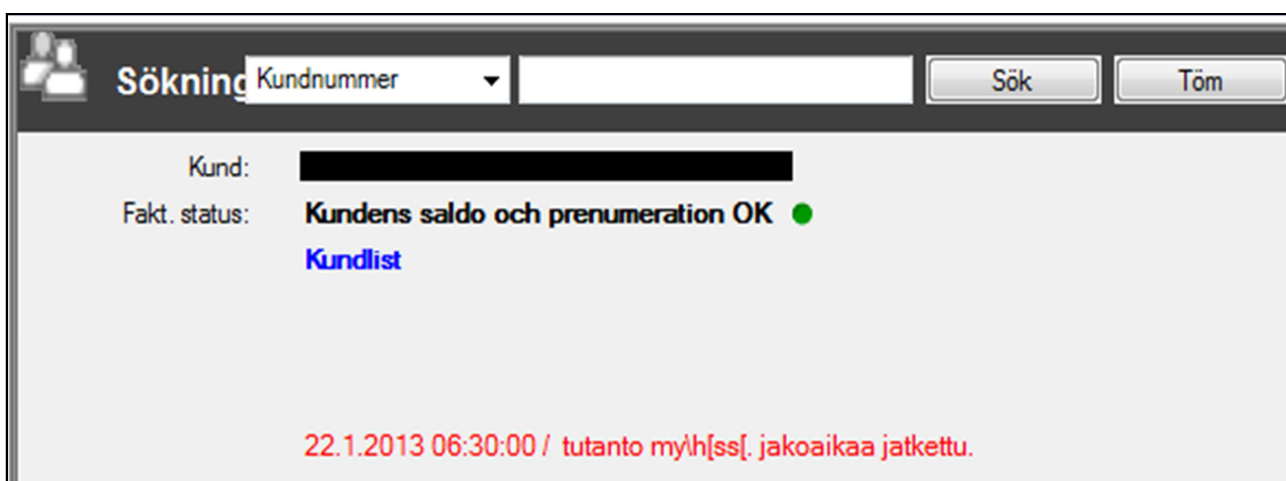 Sökning Kundnummer Sök Töm
Kund:
Fakt. status: Kundens saldo och prenumeration OK
Kundlist
22.1.2013 06:30:00 / tutanto my\h[ss[. jakoaikaa jatkettu.